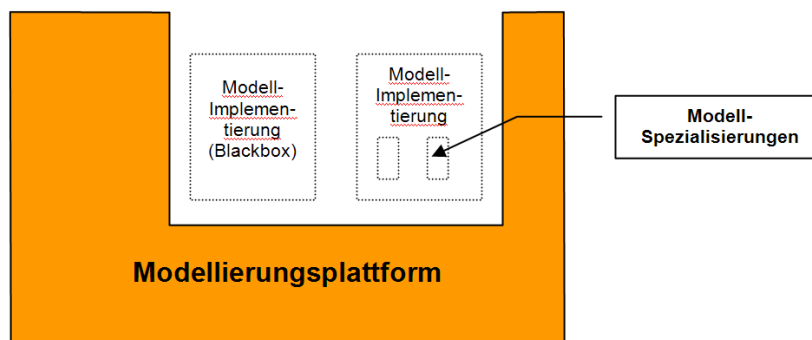 Modell-
Implemen-
tierung
(Blackbox)
Modell-
Implemen-
tierung
Modell-
Spezialisierungen
Modellierungsplattform